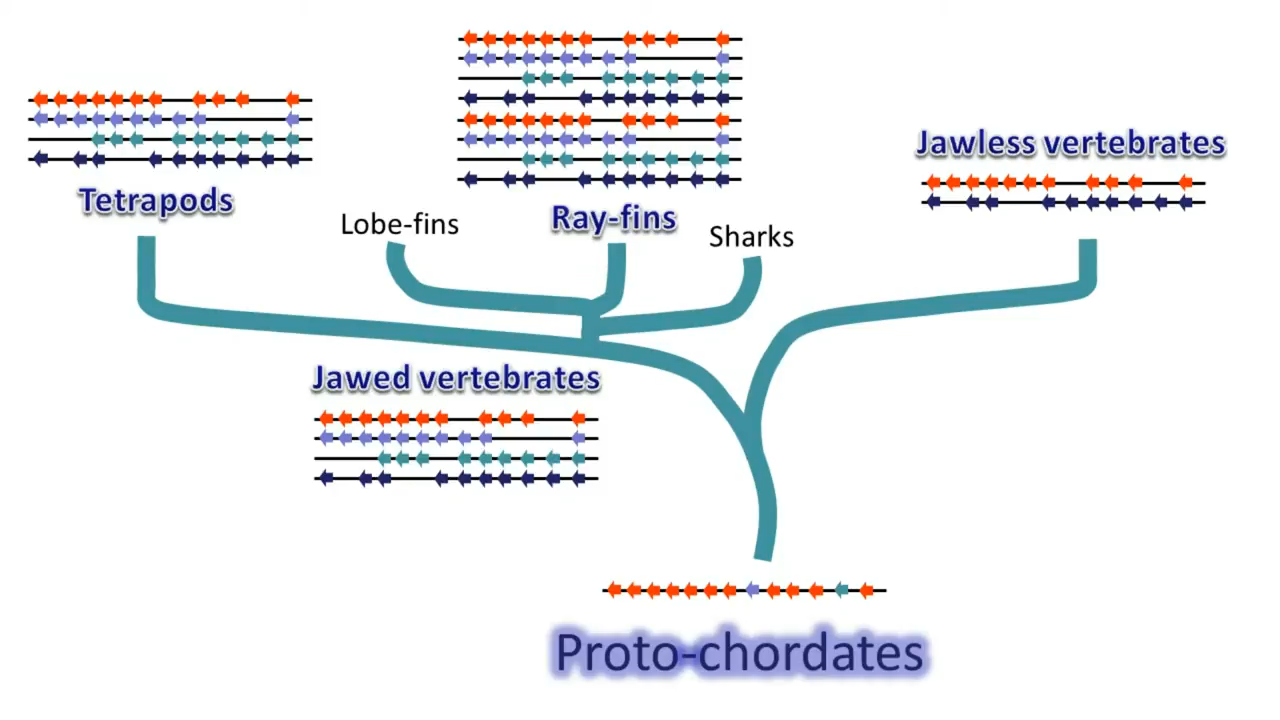 Jawless vertebrates
Tetrapods
Lobe-fins
Ray-fins
Sharks
Jawed vertebrates
Proto-chordates